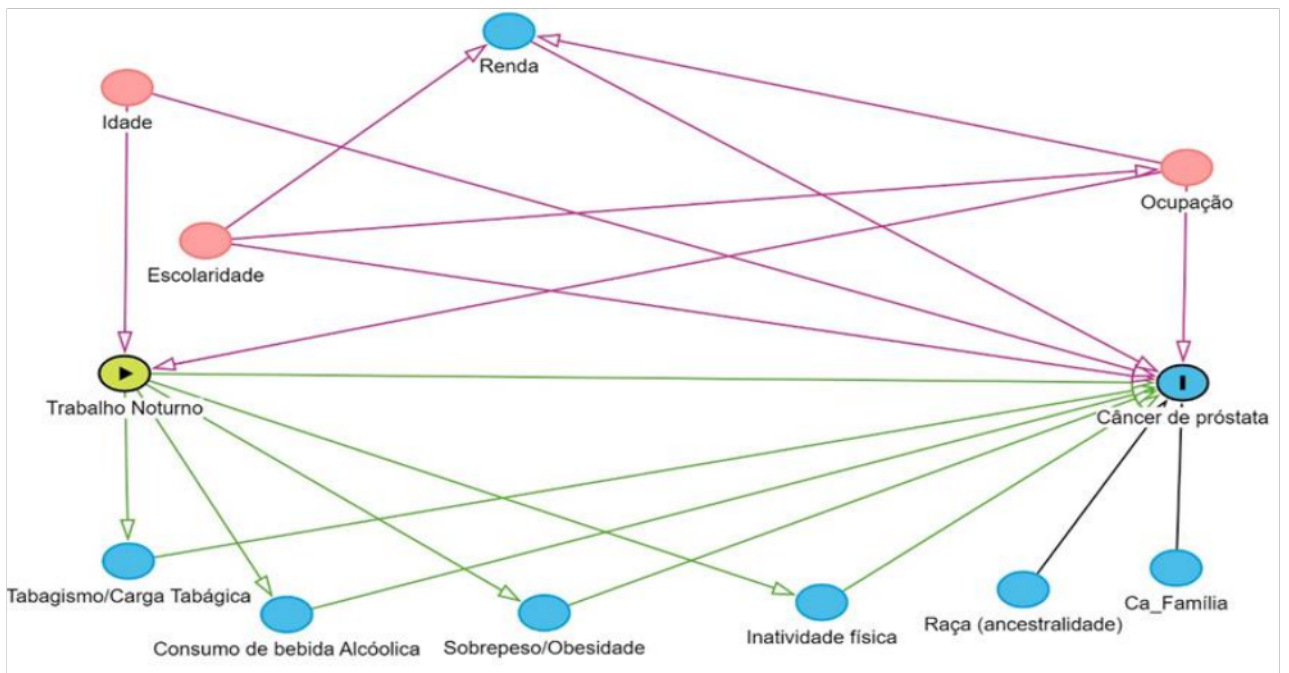 Renda
Idade
Ocupação
Escolaridade
Trabalho Noturno
Câncer de próstata
Tabagismo/Carga Tabágica
Ca_Família
Raça (ancestralidade)
Inatividade física
Consumo de bebida Alcóolica
Sobrepeso/Obesidade